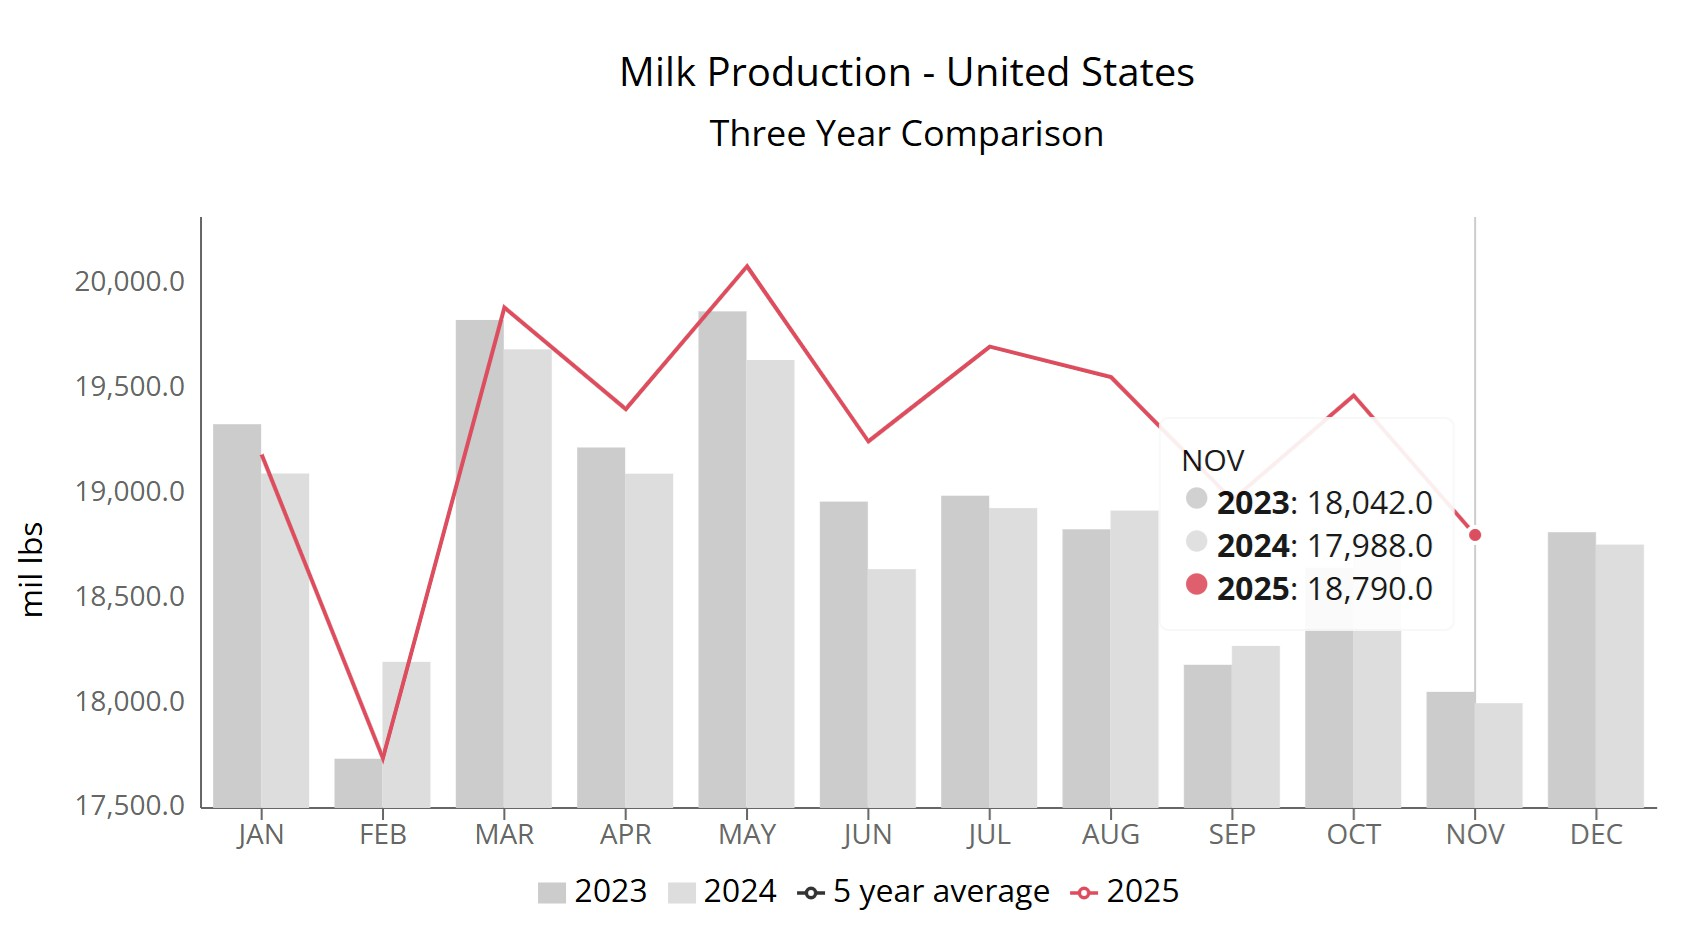 Milk Production - United States
Three Year Comparison
mil lbs
20,000.0
19,500.0
19,000.0
18,500.0
18,000.0
17,500.0
NOV
2023: 18,042.0
2024: 17,988.0
2025: 18,790.0
JAN FEB MAR APR MAY JUN JUL AUG SEP OCT NOV DEC
2023 2024 5 year average 2025